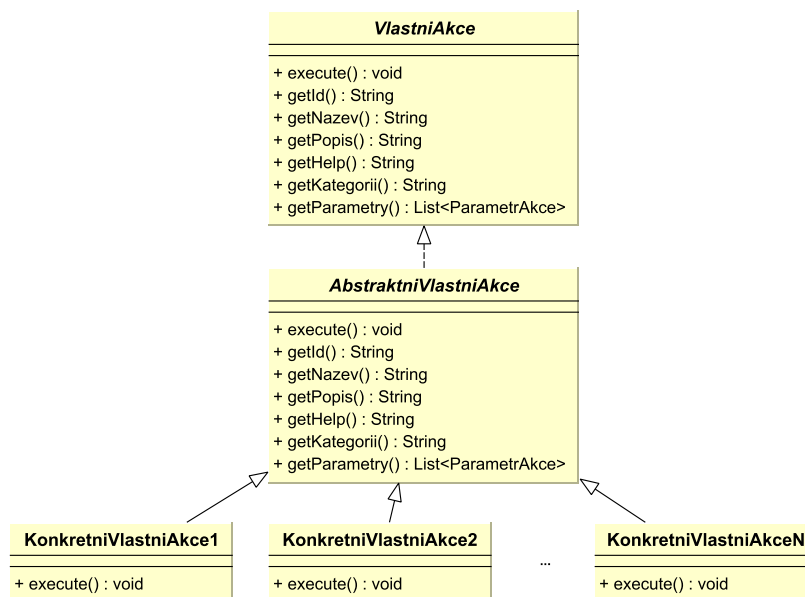 VlastniAkce
+ execute() : void
+ getId() : String
+ getNazev() : String
+ getPopis() : String
+ getHelp() : String
+ getKategorii() : String
+ getParametry() : List<ParametrAkce>
AbstraktniVlastniAkce
+ execute() : void
+ getId() : String
+ getNazev() : String
+ getPopis() : String
+ getHelp() : String
+ getKategorii() : String
+ getParametry() : List<ParametrAkce>
KonkretniVlastniAkce1
+ execute() : void
KonkretniVlastniAkce2
+ execute() : void
...
KonkretniVlastniAkceN
+ execute() : void